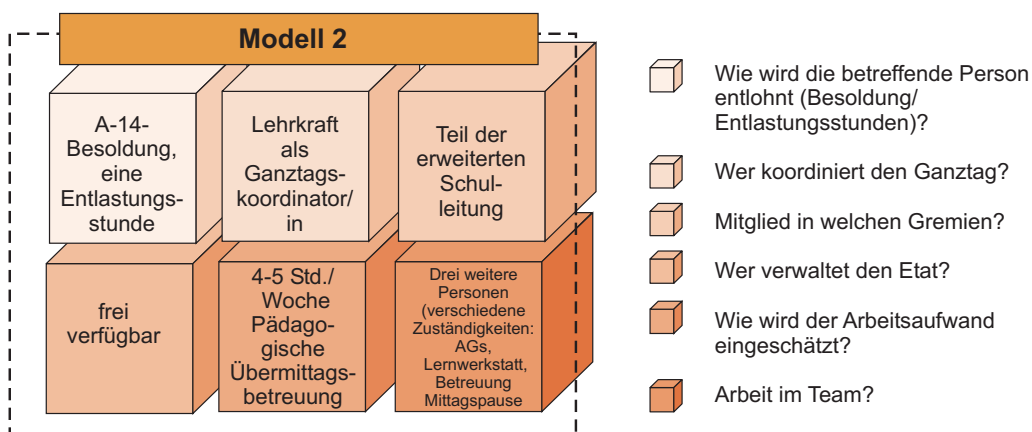 Modell 2
A-14-
Besoldung,
eine
Entlastungs-
stunde
Lehrkraft
als
Ganztags-
koordinator/
in
Teil der
erweiterten
Schul-
leitung
frei
verfügbar
4-5 Std./
Woche
Pädago-
gische
Übermittags-
betreuung
Drei weitere
Personen
(verschiedene
Zuständigkeiten:
AGs,
Lernwerkstatt,
Betreuung
Mittagspause
Wie wird die betreffende Person
entlohnt (Besoldung/
Entlastungsstunden)?
Wer koordiniert den Ganztag?
Mitglied in welchen Gremien?
Wer verwaltet den Etat?
Wie wird der Arbeitsaufwand
eingeschätzt?
Arbeit im Team?